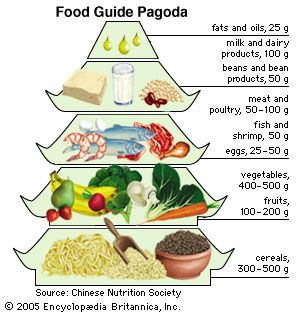 Food Guide Pagoda
fats and oils, 25 g
milk and dairy
products, 100 g
beans and bean
products, 50 g
meat and
poultry, 50–100 g
fish and
shrimp, 50 g
eggs, 25–50 g
vegetables,
400–500 g
fruits,
100–200 g
cereals,
300–500 g
Source: Chinese Nutrition Society
© 2005 Encyclopædia Britannica, Inc.